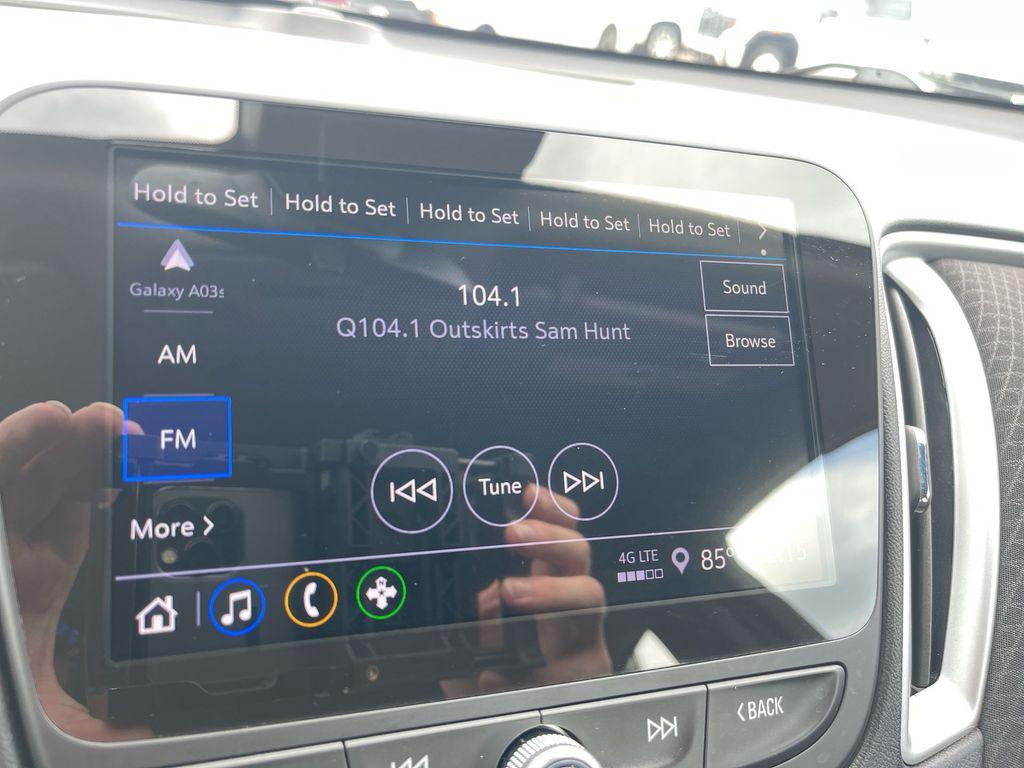 Hold to Set Hold to Set Hold to Set Hold to Set Hold to Set
Galaxy A03s
104.1
Q104.1 Outskirts Sam Hunt
Sound
Browse
AM
FM
Tune
More
4G LTE
85°
N
BACK